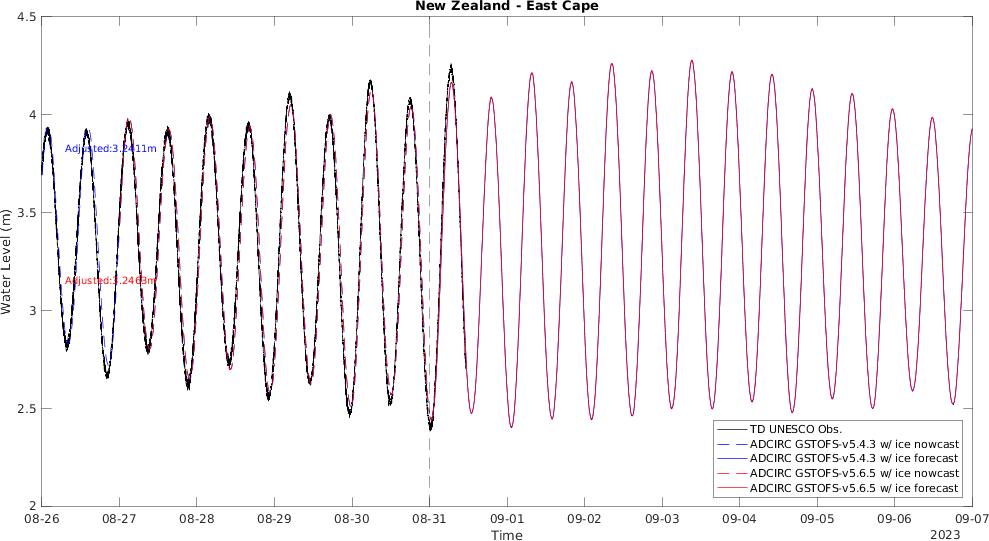 New Zealand - East Cape
Water Level (m)
4.5
4
3.5
3
2.5
2
Adjusted:3.2411m
Adjusted:3.2463m
TD UNESCO Obs.
ADCIRC GSTOFS-v5.4.3 w/ ice nowcast
ADCIRC GSTOFS-v5.4.3 w/ ice forecast
ADCIRC GSTOFS-v5.6.5 w/ ice nowcast
ADCIRC GSTOFS-v5.6.5 w/ ice forecast
08-26 08-27 08-28 08-29 08-30 08-31 09-01 09-02 09-03 09-04 09-05 09-06 09-07
Time
2023